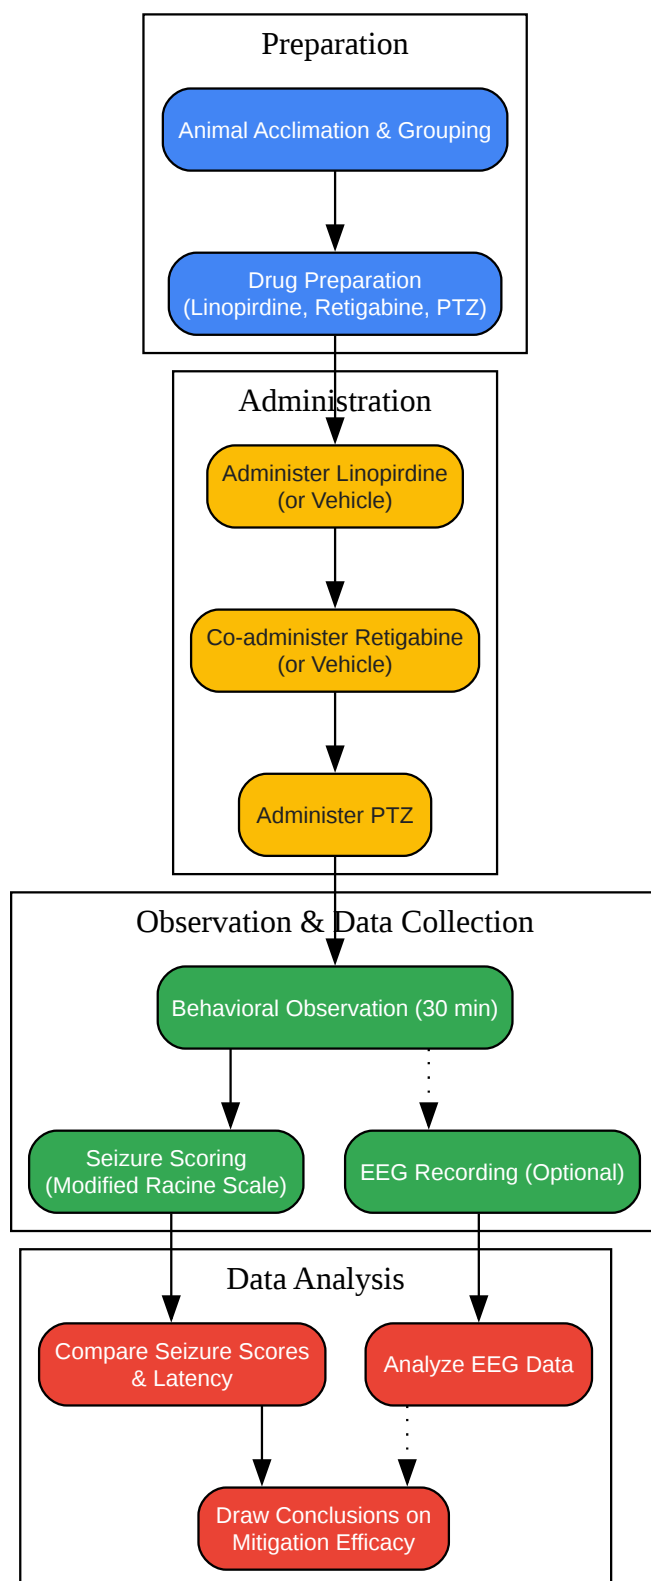 Preparation
Animal Acclimation & Grouping
Drug Preparation
(Linopirdine, Retigabine, PTZ)
Administration
Administer Linopirdine
(or Vehicle)
Co-administer Retigabine
(or Vehicle)
Administer PTZ
Observation & Data Collection
Behavioral Observation (30 min)
Seizure Scoring
(Modified Racine Scale)
EEG Recording (Optional)
Data Analysis
Compare Seizure Scores
& Latency
Analyze EEG Data
Draw Conclusions on
Mitigation Efficacy